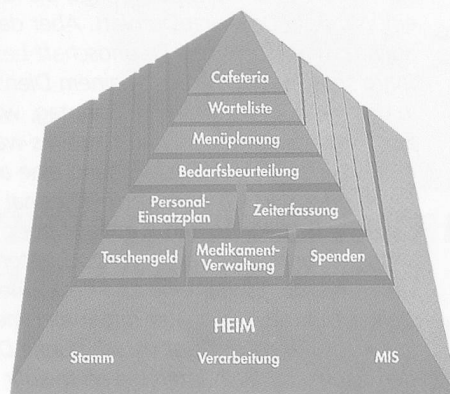 Cafeteria
Warteliste
Menüplanung
Bedarfsbeurteilung
Personal-
Einsatzplan
Zeiterfassung
Taschengeld
Medikament-
Verwaltung
Spenden
HEIM
Stamm Verarbeitung MIS